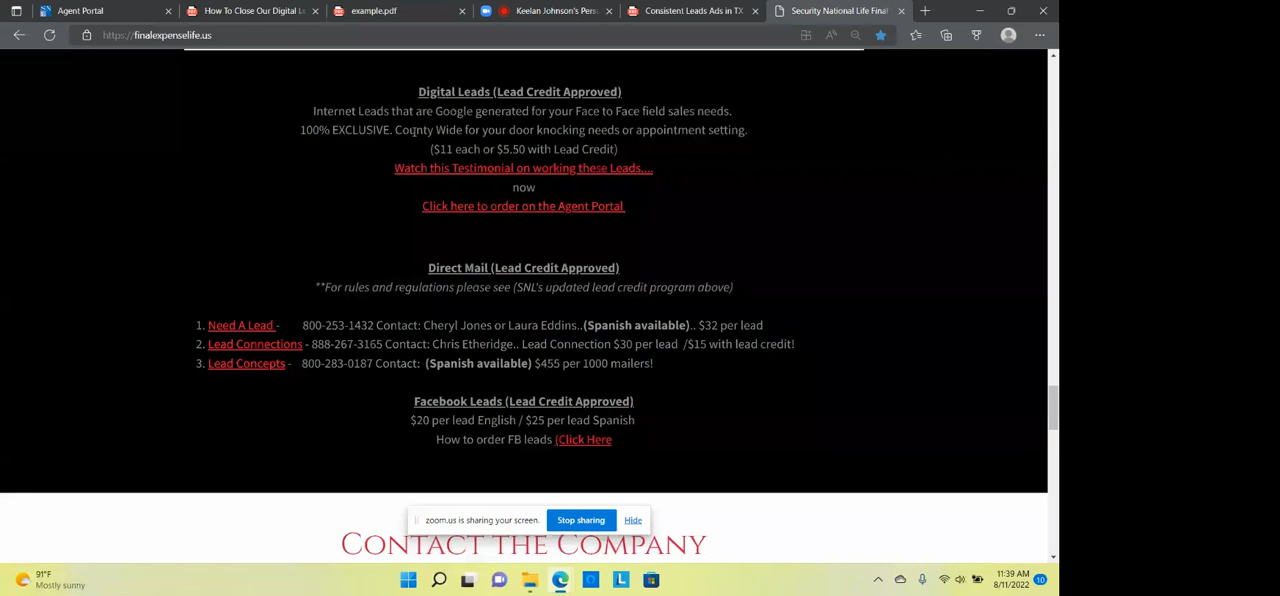 Agent Portal
How To Close Our Digital L
example.pdf
Keelan Johnson's Pers
Consistent Leads Ads in TX
Security National Life Final
https://finalexpenselife.us
Digital Leads (Lead Credit Approved)
Internet Leads that are Google generated for your Face to Face field sales needs.
100% EXCLUSIVE. County Wide for your door knocking needs or appointment setting.
($11 each or $5.50 with Lead Credit)
Watch this Testimonial on working these Leads....
now
Click here to order on the Agent Portal
Direct Mail (Lead Credit Approved)
**For rules and regulations please see (SNL's updated lead credit program above)
1. Need A Lead - 800-253-1432 Contact: Cheryl Jones or Laura Eddins..(Spanish available).. $32 per lead
2. Lead Connections - 888-267-3165 Contact: Chris Etheridge.. Lead Connection $30 per lead /$15 with lead credit!
3. Lead Concepts - 800-283-0187 Contact: (Spanish available) $455 per 1000 mailers!
Facebook Leads (Lead Credit Approved)
$20 per lead English / $25 per lead Spanish
How to order FB leads (Click Here
zoom.us is sharing your screen.
Stop sharing
Hide
CONTACT THE COMPANY
91°F
Mostly sunny
11:39 AM
8/11/2022
10